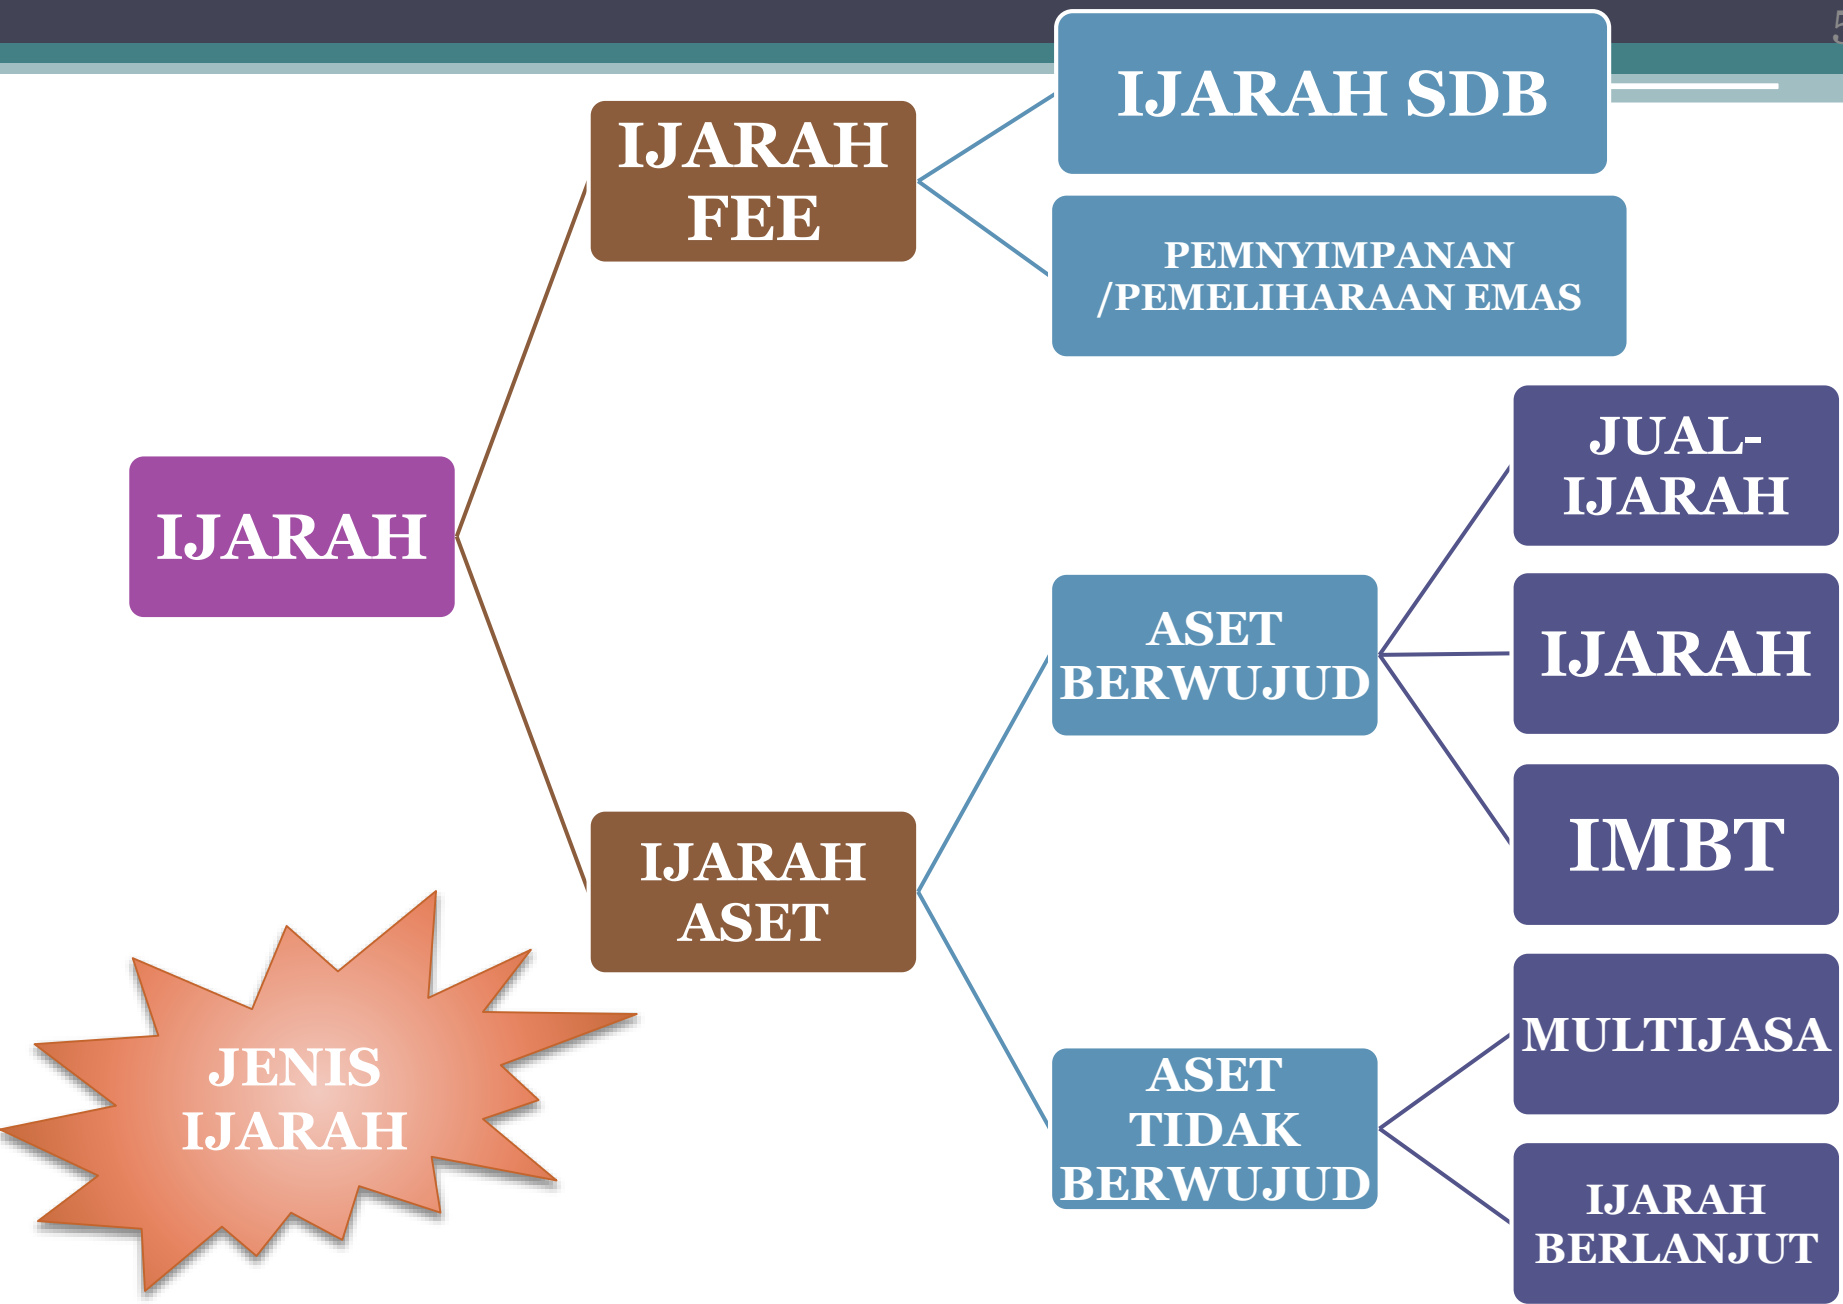 5
IJARAH SDB
IJARAH
FEE
PEMNYIMPANAN
/PEMELIHARAAN EMAS
JUAL-
IJARAH
IJARAH
ASET
BERWUJUD
IJARAH
IMBT
IJARAH
ASET
MULTIJASA
ASET
TIDAK
BERWUJUD
IJARAH
BERLANJUT
JENIS
IJARAH